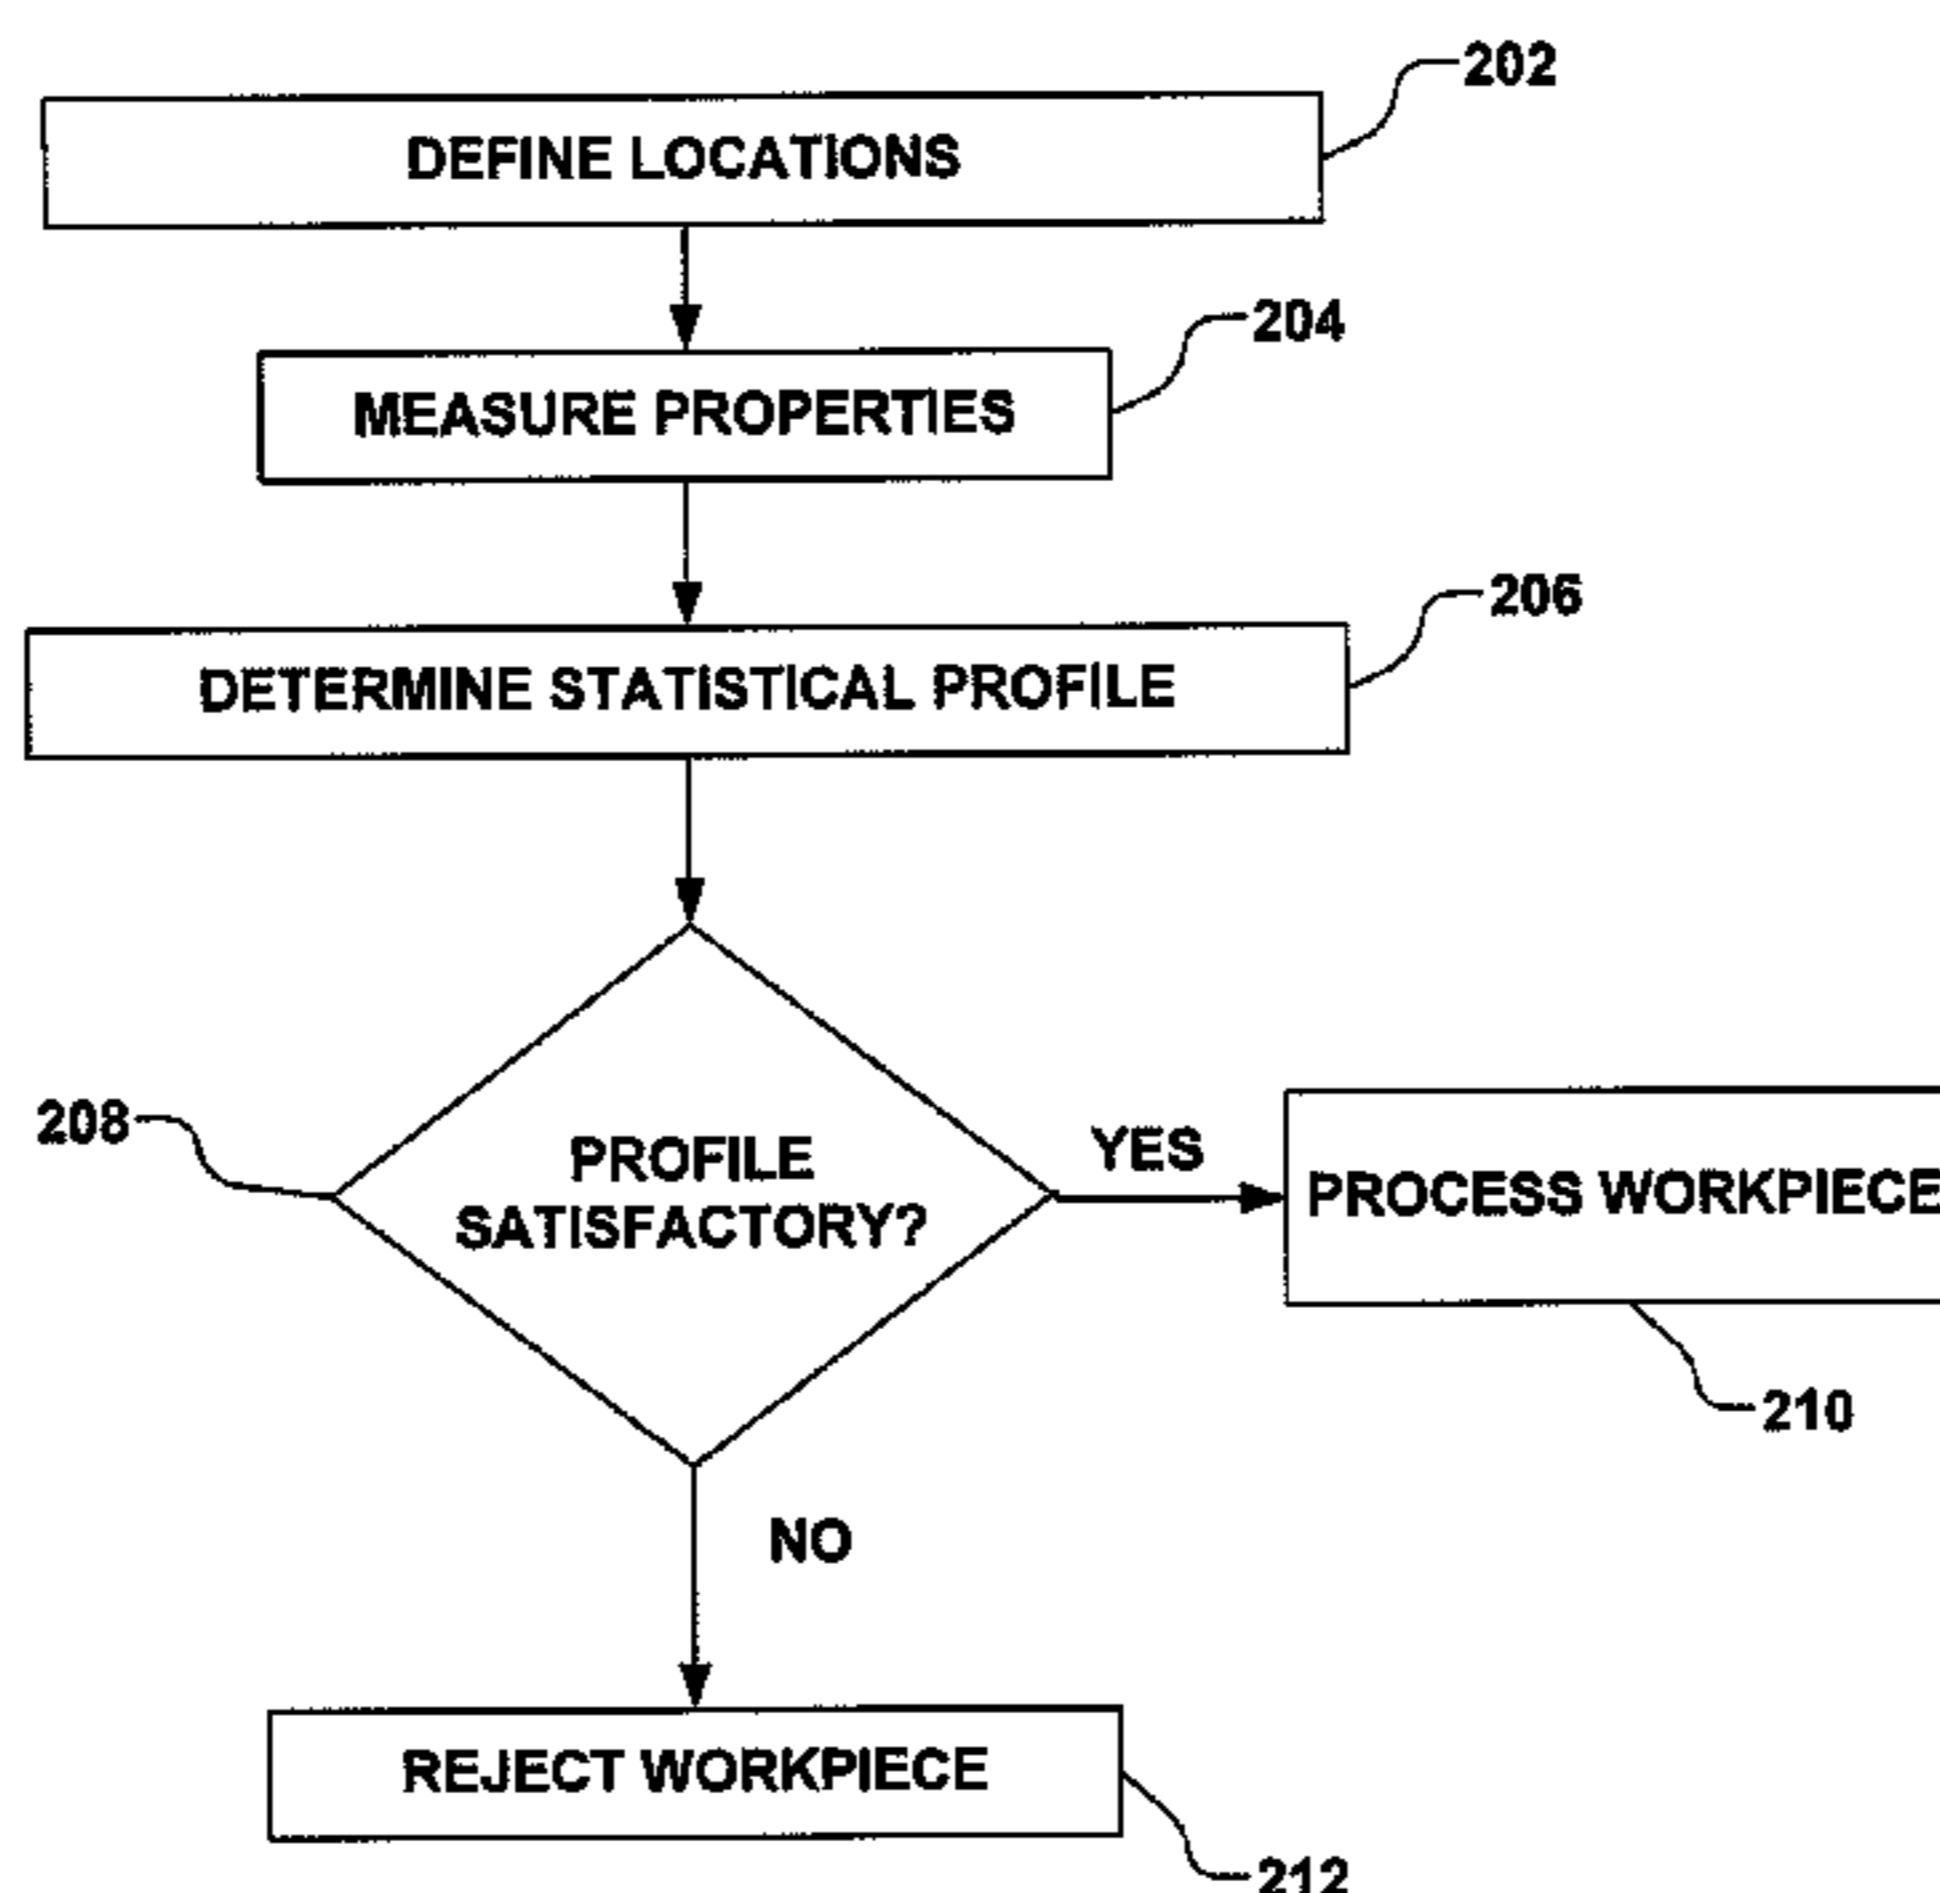 202
DEFINE LOCATIONS
204
MEASURE PROPERTIES
206
DETERMINE STATISTICAL PROFILE
208
PROFILE
SATISFACTORY?
YES
PROCESS WORKPIECE
210
NO
REJECT WORKPIECE
212